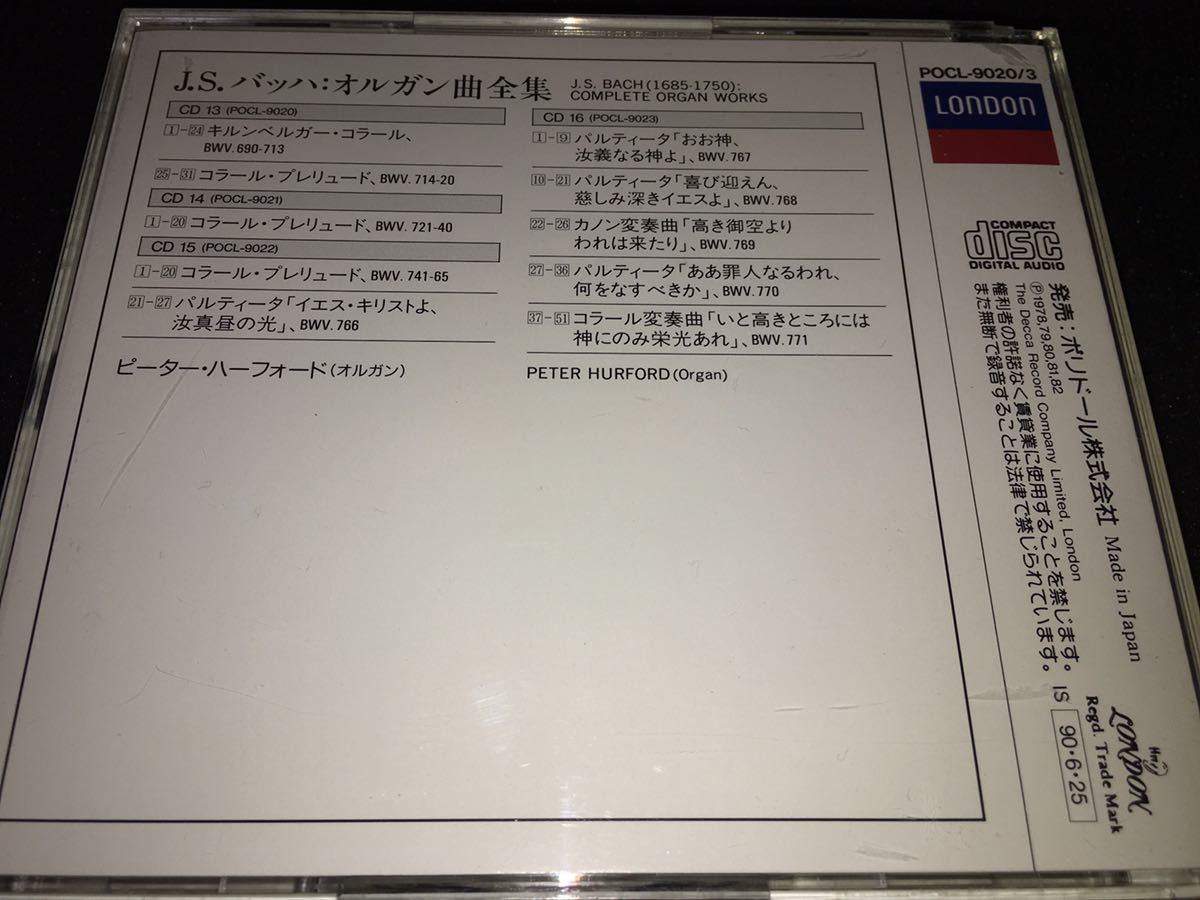 J.S. バッハ:オルガン曲全集
J.S. BACH(1685-1750):
COMPLETE ORGAN WORKS
CD 13 (POCL-9020)
1-24 キルンベルガー・コラール、
BWV. 690-713
25-31 コラール・プレリュード、BWV. 714-20
CD 14 (POCL-9021)
1-20 コラール・プレリュード、BWV. 721-40
CD 15 (POCL-9022)
1-20 コラール・プレリュード、BWV. 741-65
21-27 パルティータ「イエス・キリストよ、
汝真昼の光」、BWV. 766
ピーター・ハーフォード(オルガン)
CD 16 (POCL-9023)
1-9 パルティータ「おお神、
汝義なる神よ」、BWV. 767
10-21 パルティータ「喜び迎えん、
慈しみ深きイエスよ」、BWV. 768
22-26 カノン変奏曲「高き御空より
われは来たり」、BWV. 769
27-36 パルティータ「ああ罪人なるわれ、
何をなすべきか」、BWV. 770
37-51 コラール変奏曲「いと高きところには
神にのみ栄光あれ」、BWV. 771
PETER HURFORD(Organ)
POCL-9020/3
LONDON
COMPACT
disc
DIGITAL AUDIO
発売:ポリドール株式会社 Made in Japan
℗1978,79,80,81,82
The Decca Record Company Limited, London
権利者の許諾なく賃貸業に使用することを禁じます。
また無断で録音することは法律で禁じられています。
IS 90・6・25
LONDON
Regd. Trade Mark